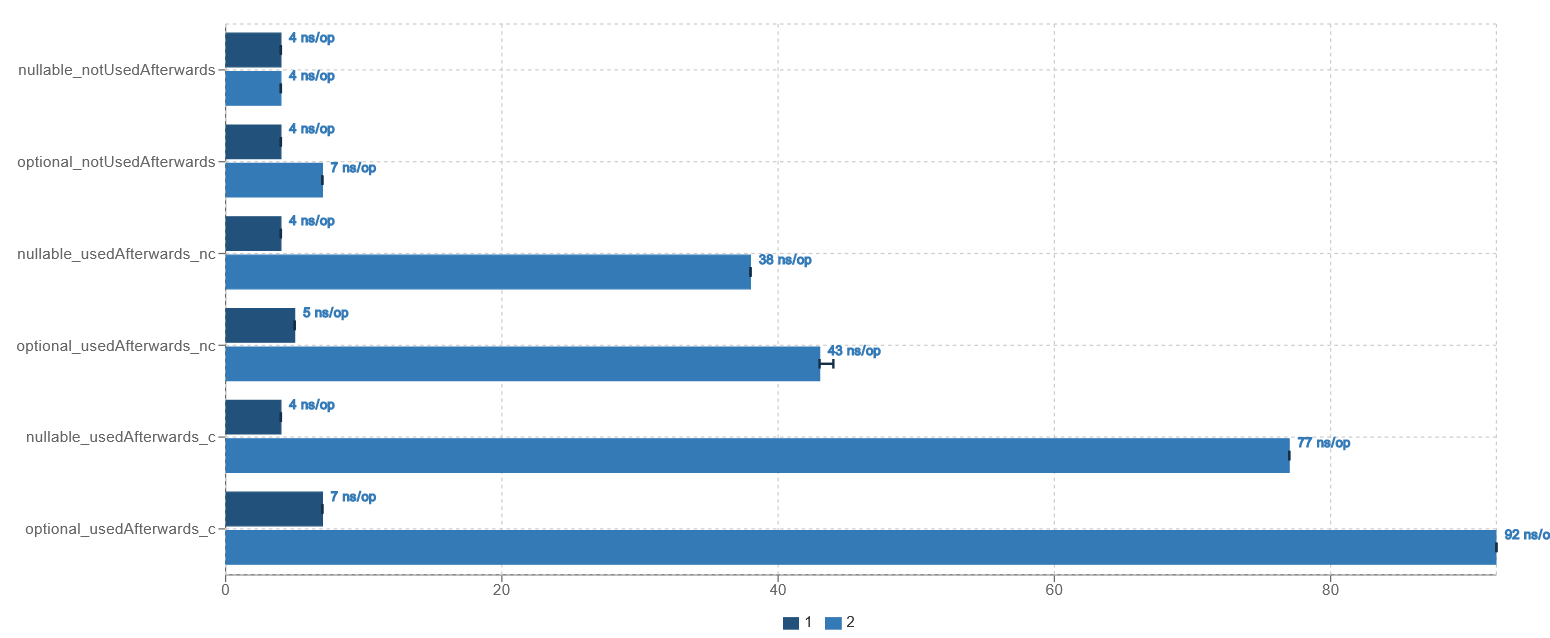 4 ns/op
nullable_notUsedAfterwards
4 ns/op
4 ns/op
optional_notUsedAfterwards
7 ns/op
4 ns/op
nullable_usedAfterwards_nc
38 ns/op
5 ns/op
optional_usedAfterwards_nc
43 ns/op
4 ns/op
nullable_usedAfterwards_c
77 ns/op
7 ns/op
optional_usedAfterwards_c
92 ns/o
0 20 40 60 80
1 2